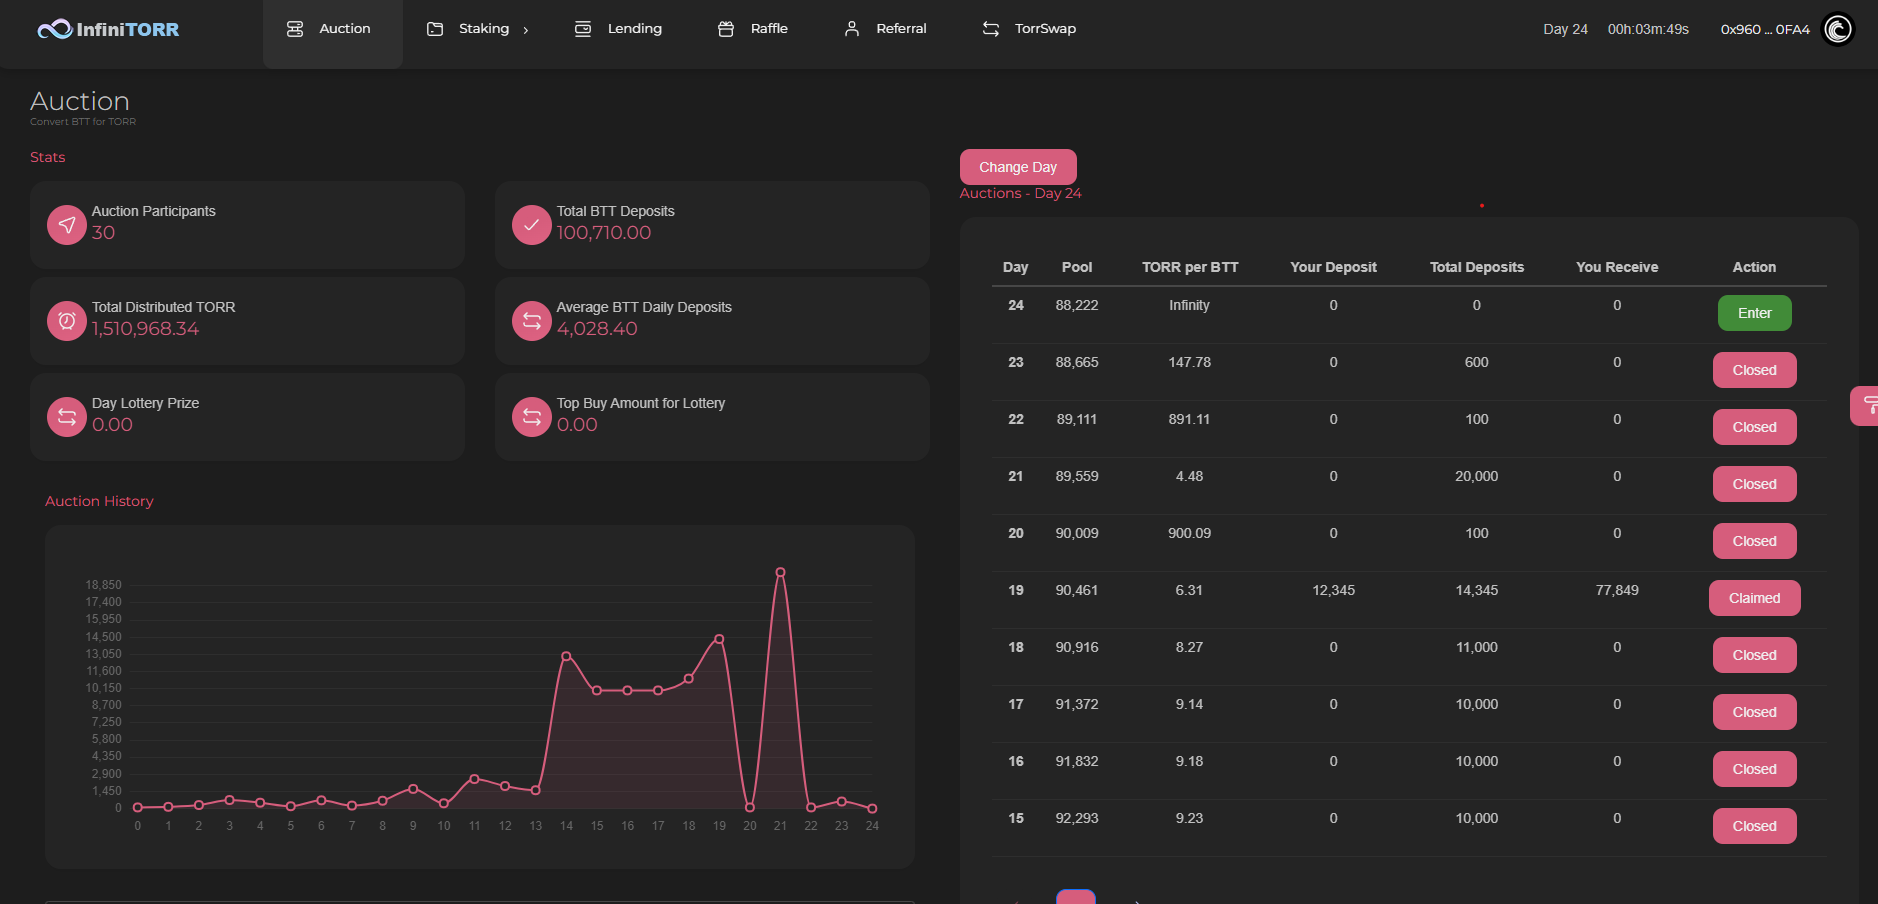 InfiniTORR
Auction
Staking
Lending
Raffle
Referral
TorrSwap
Day 24
00h:03m:49s
0x960 ... 0FA4
Auction
Convert BTT for TORR
Stats
Auction Participants
30
Total BTT Deposits
100,710.00
Total Distributed TORR
1,510,968.34
Average BTT Daily Deposits
4,028.40
Day Lottery Prize
0.00
Top Buy Amount for Lottery
0.00
Auction History
18,850
17,400
15,950
14,500
13,050
11,600
10,150
8,700
7,250
5,800
4,350
2,900
1,450
0
0 1 2 3 4 5 6 7 8 9 10 11 12 13 14 15 16 17 18 19 20 21 22 23 24
Change Day
Auctions - Day 24
Day Pool TORR per BTT Your Deposit Total Deposits You Receive Action
24 88,222 Infinity 0 0 0 Enter
23 88,665 147.78 0 600 0 Closed
22 89,111 891.11 0 100 0 Closed
21 89,559 4.48 0 20,000 0 Closed
20 90,009 900.09 0 100 0 Closed
19 90,461 6.31 12,345 14,345 77,849 Claimed
18 90,916 8.27 0 11,000 0 Closed
17 91,372 9.14 0 10,000 0 Closed
16 91,832 9.18 0 10,000 0 Closed
15 92,293 9.23 0 10,000 0 Closed